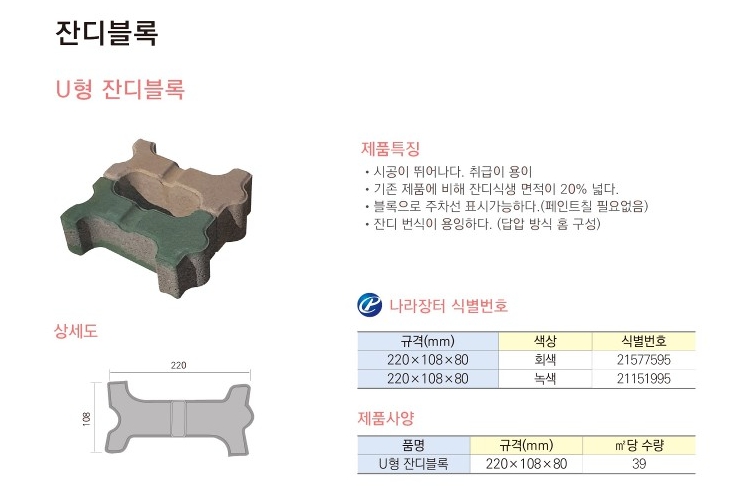 잔디블록
U형 잔디블록
제품특징
• 시공이 뛰어나다. 취급이 용이
• 기존 제품에 비해 잔디식생 면적이 20% 넓다.
• 블록으로 주차선 표시가능하다.(페인트칠 필요없음)
• 잔디 번식이 용잉하다. (답압 방식 홈 구성)
나라장터 식별번호
규격(mm) 색상 식별번호
220×108×80 회색 21577595
220×108×80 녹색 21151995
상세도
220
108
제품사양
품명 규격(mm) ㎡당 수량
U형 잔디블록 220×108×80 39